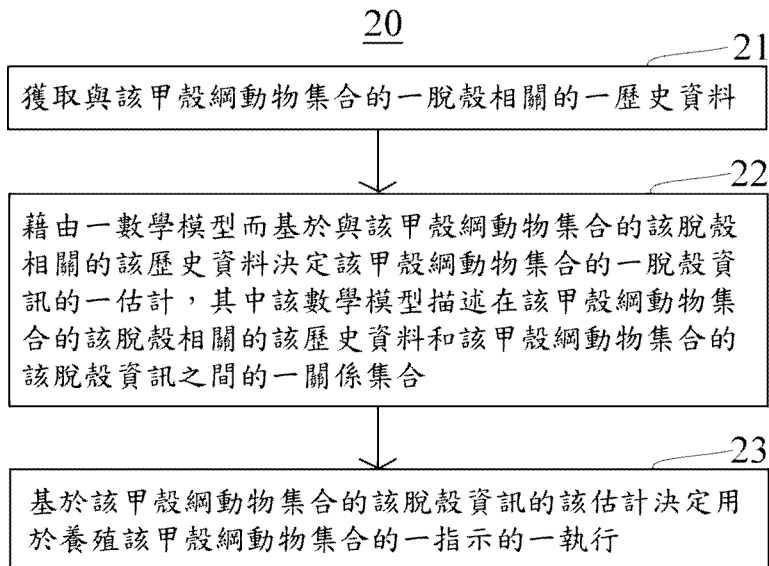 20
21
獲取與該甲殼綱動物集合的一脫殼相關的一歷史資料
22
藉由一數學模型而基於與該甲殼綱動物集合的該脫殼
相關的該歷史資料決定該甲殼綱動物集合的一脫殼資
訊的一估計，其中該數學模型描述在該甲殼綱動物集
合的該脫殼相關的該歷史資料和該甲殼綱動物集合的
該脫殼資訊之間的一關係集合
23
基於該甲殼綱動物集合的該脫殼資訊的該估計決定用
於養殖該甲殼綱動物集合的一指示的一執行